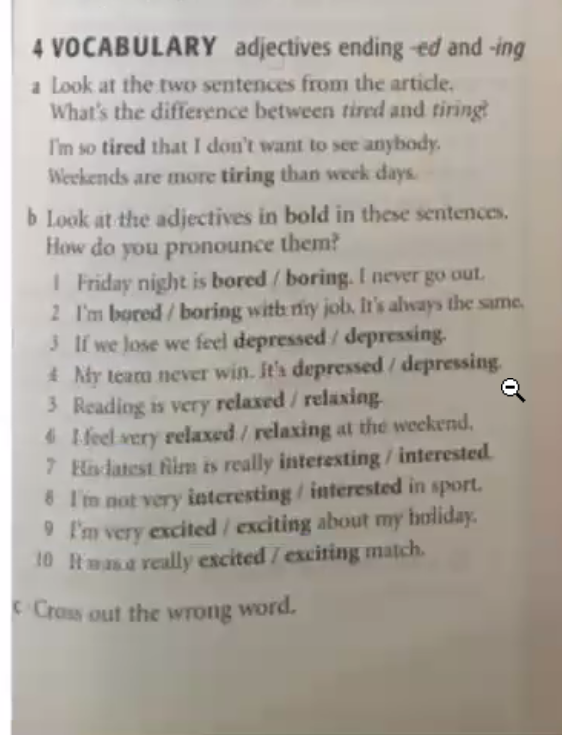 4 VOCABULARY adjectives ending -ed and -ing
a Look at the two sentences from the article.
What's the difference between tired and tiring?
I'm so tired that I don't want to see anybody.
Weekends are more tiring than week days.
b Look at the adjectives in bold in these sentences.
How do you pronounce them?
1 Friday night is bored / boring. I never go out.
2 I'm bored / boring with my job. It's always the same.
3 If we lose we feel depressed / depressing.
4 My team never win. It's depressed / depressing.
5 Reading is very relaxed / relaxing.
6 I feel very relaxed / relaxing at the weekend.
7 His latest film is really interesting / interested.
8 I'm not very interesting / interested in sport.
9 I'm very excited / exciting about my holiday.
10 It was a really excited / exciting match.
c Cross out the wrong word.